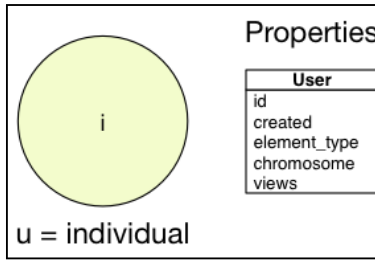 Properties
i
User
id
created
element_type
chromosome
views
u = individual